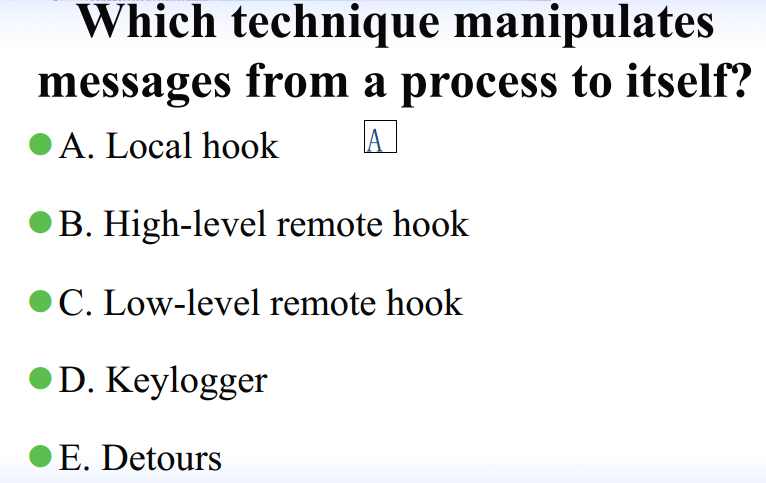 Which technique manipulates
messages from a process to itself?
A. Local hook
A
B. High-level remote hook
C. Low-level remote hook
D. Keylogger
E. Detours